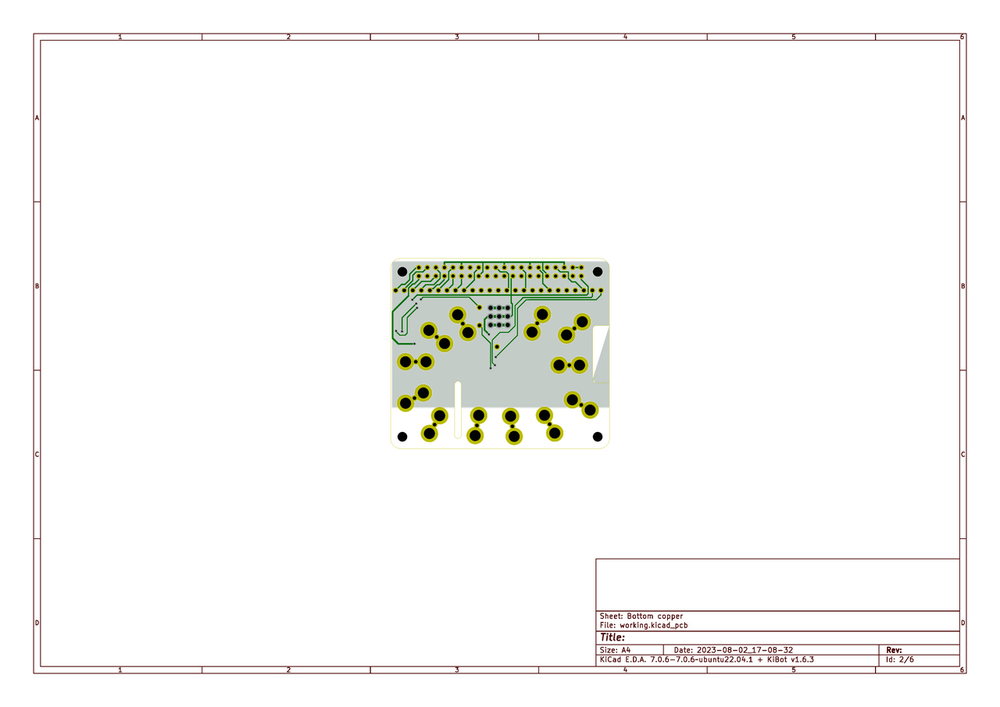 1 2 3 4 5 6
A A
B B
C C
D D
Sheet: Bottom copper
File: working.kicad_pcb
Title:
Size: A4 Date: 2023-08-02_17-08-32 Rev:
KiCad E.D.A. 7.0.6-7.0.6-ubuntu22.04.1 + KiBot v1.6.3 Id: 2/6
1 2 3 4 5 6